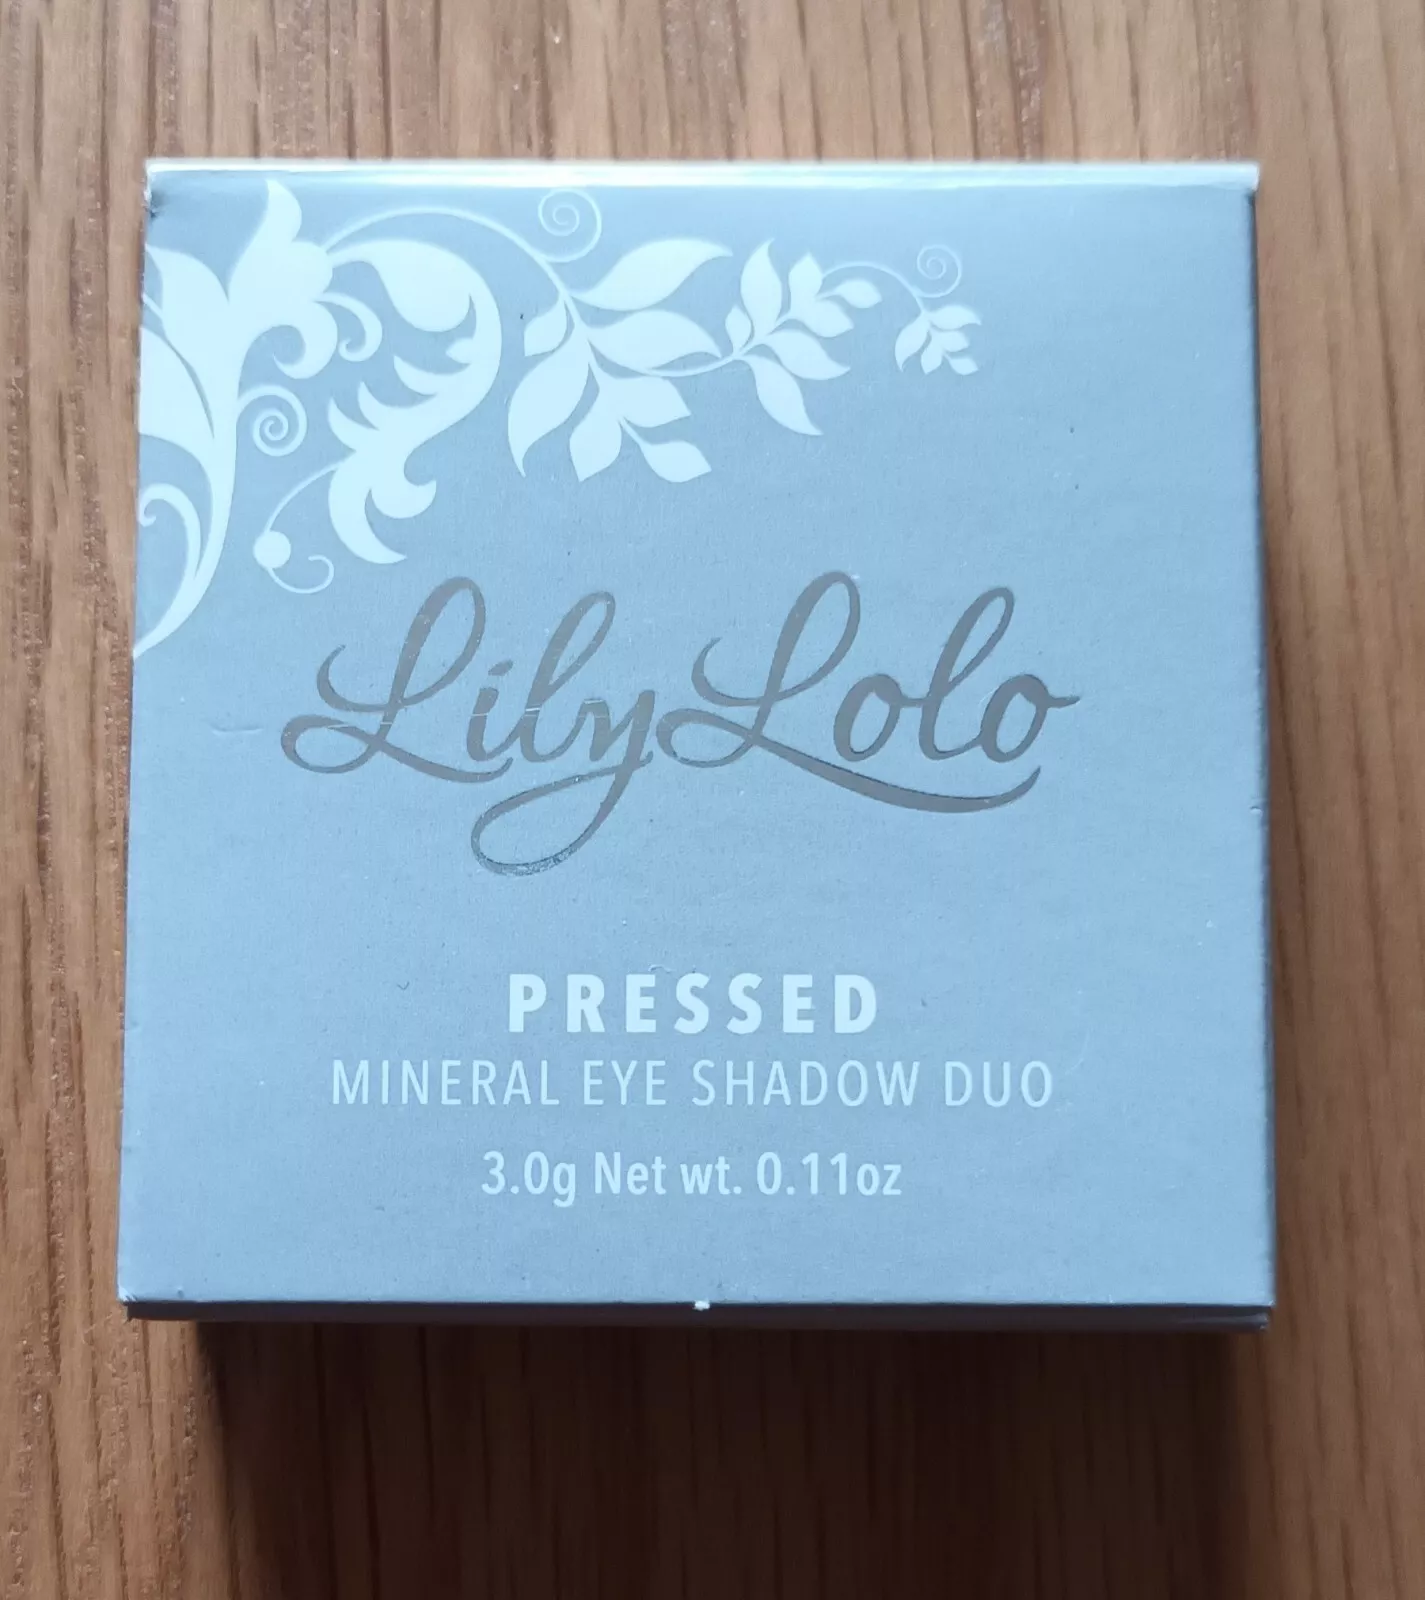 Lily Lolo
PRESSED
MINERAL EYE SHADOW DUO
3.0g Net wt. 0.11oz